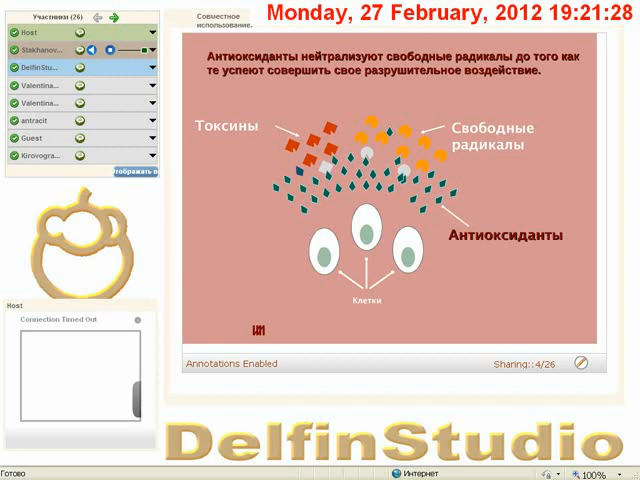 Monday, 27 February, 2012 19:21:28
Участники (26)
Совместное
использование.
Host
Stakhanov...
DelfinStu...
Valentina...
Valentina...
antracit
Guest
Kirovogra...
отображать в
Антиоксиданты нейтрализуют свободные радикалы до того как
те успеют совершить свое разрушительное воздействие.
Токсины
Свободные
радикалы
Антиоксиданты
Клетки
Host
Connection Timed Out
Annotations Enabled
Sharing::4/26
DelfinStudio
Готово
Интернет
100%